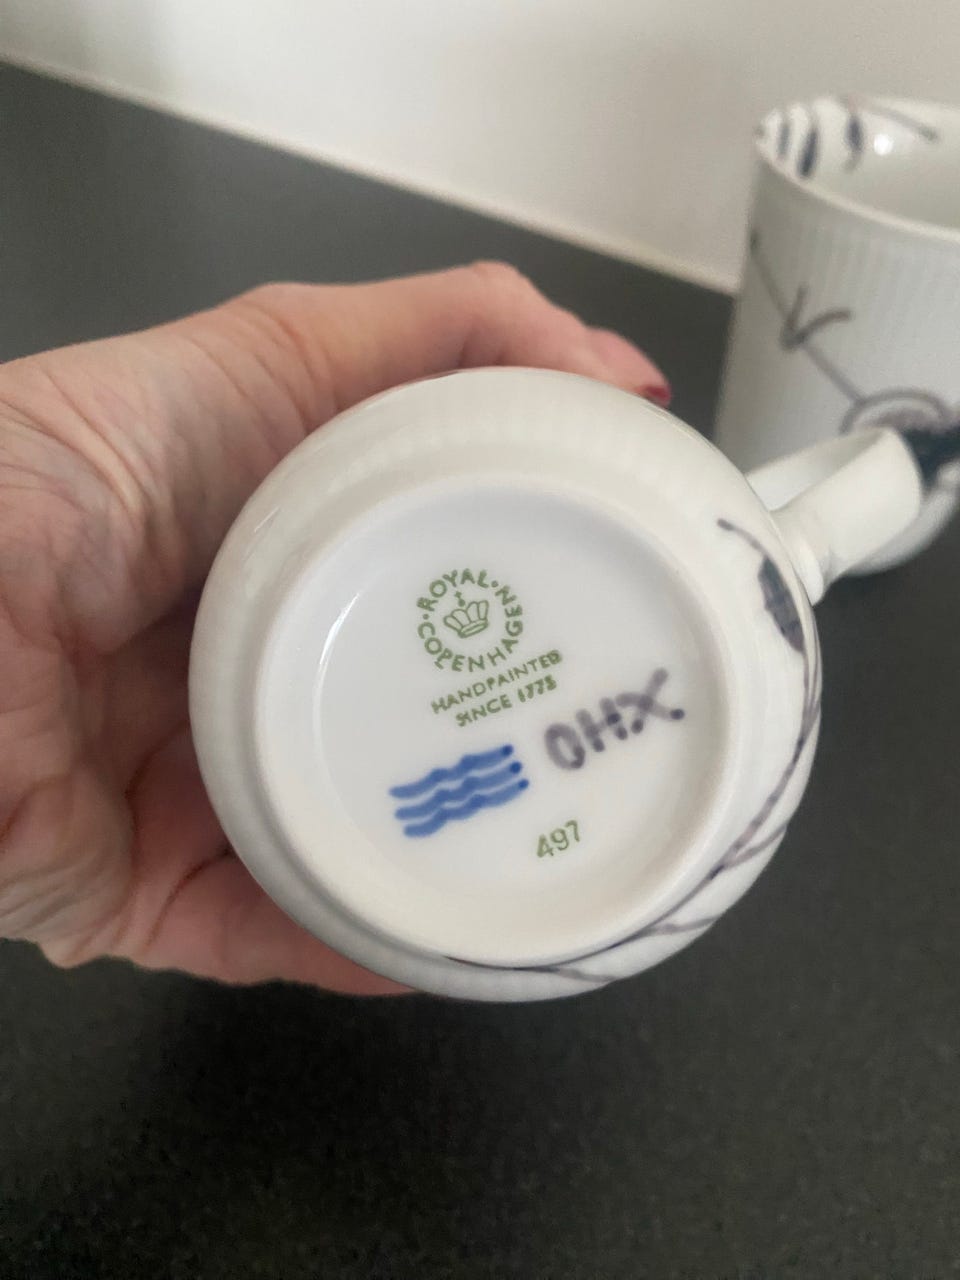 ROYAL · COPENHAGEN ·
HANDPAINTED
SINCE 1775
OHX
497